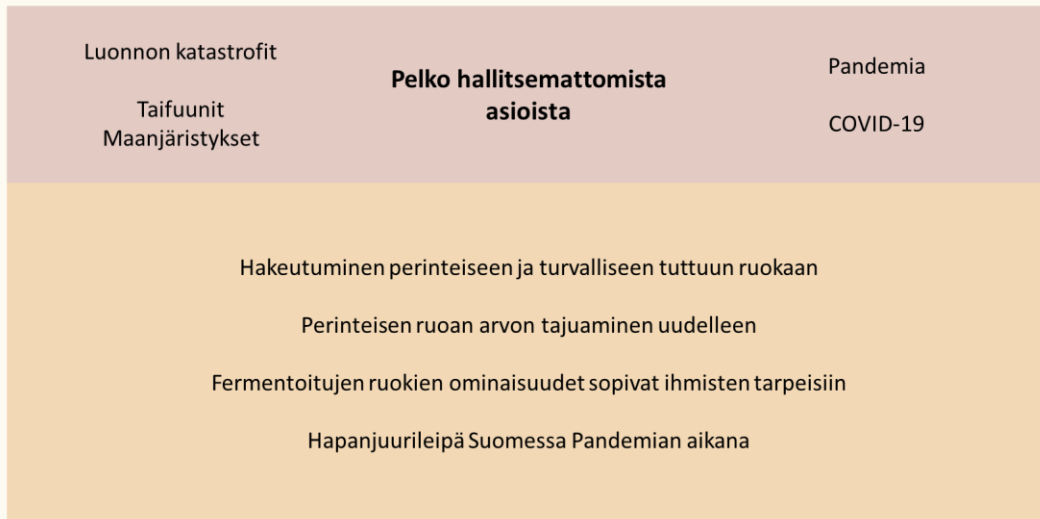 Luonnon katastrofit
Taifuunit
Maanjäristykset
Pelko hallitsemattomista
asioista
Pandemia
COVID-19
Hakeutuminen perinteiseen ja turvalliseen tuttuun ruokaan
Perinteisen ruoan arvon tajuaminen uudelleen
Fermentoitujen ruokien ominaisuudet sopivat ihmisten tarpeisiin
Hapanjuurileipä Suomessa Pandemian aikana